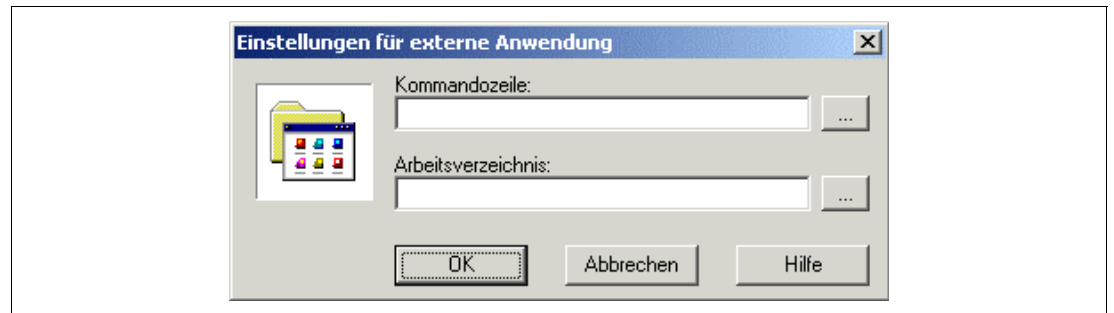 Einstellungen für externe Anwendung
Kommandozeile:
...
Arbeitsverzeichnis:
...
OK Abbrechen Hilfe